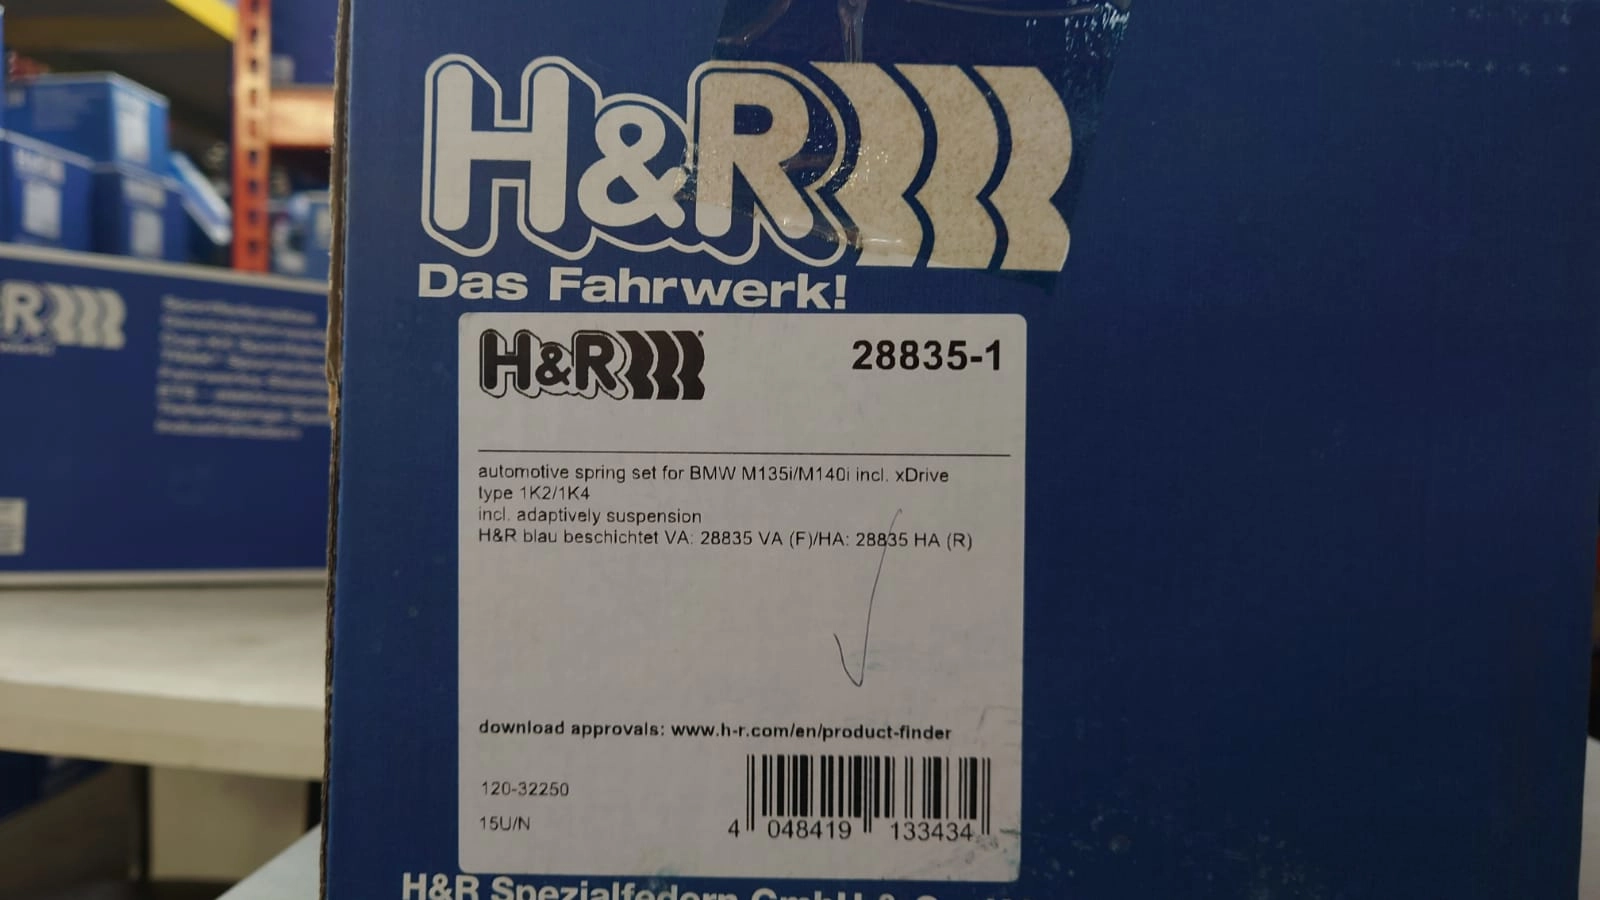 H&R
Das Fahrwerk!
H&R
28835-1
automotive spring set for BMW M135i/M140i incl. xDrive
type 1K2/1K4
incl. adaptively suspension
H&R blau beschichtet VA: 28835 VA (F)/HA: 28835 HA (R)
download approvals: www.h-r.com/en/product-finder
120-32250
15U/N
4 048419 133434
H&R Spezialfedern GmbH & Co.